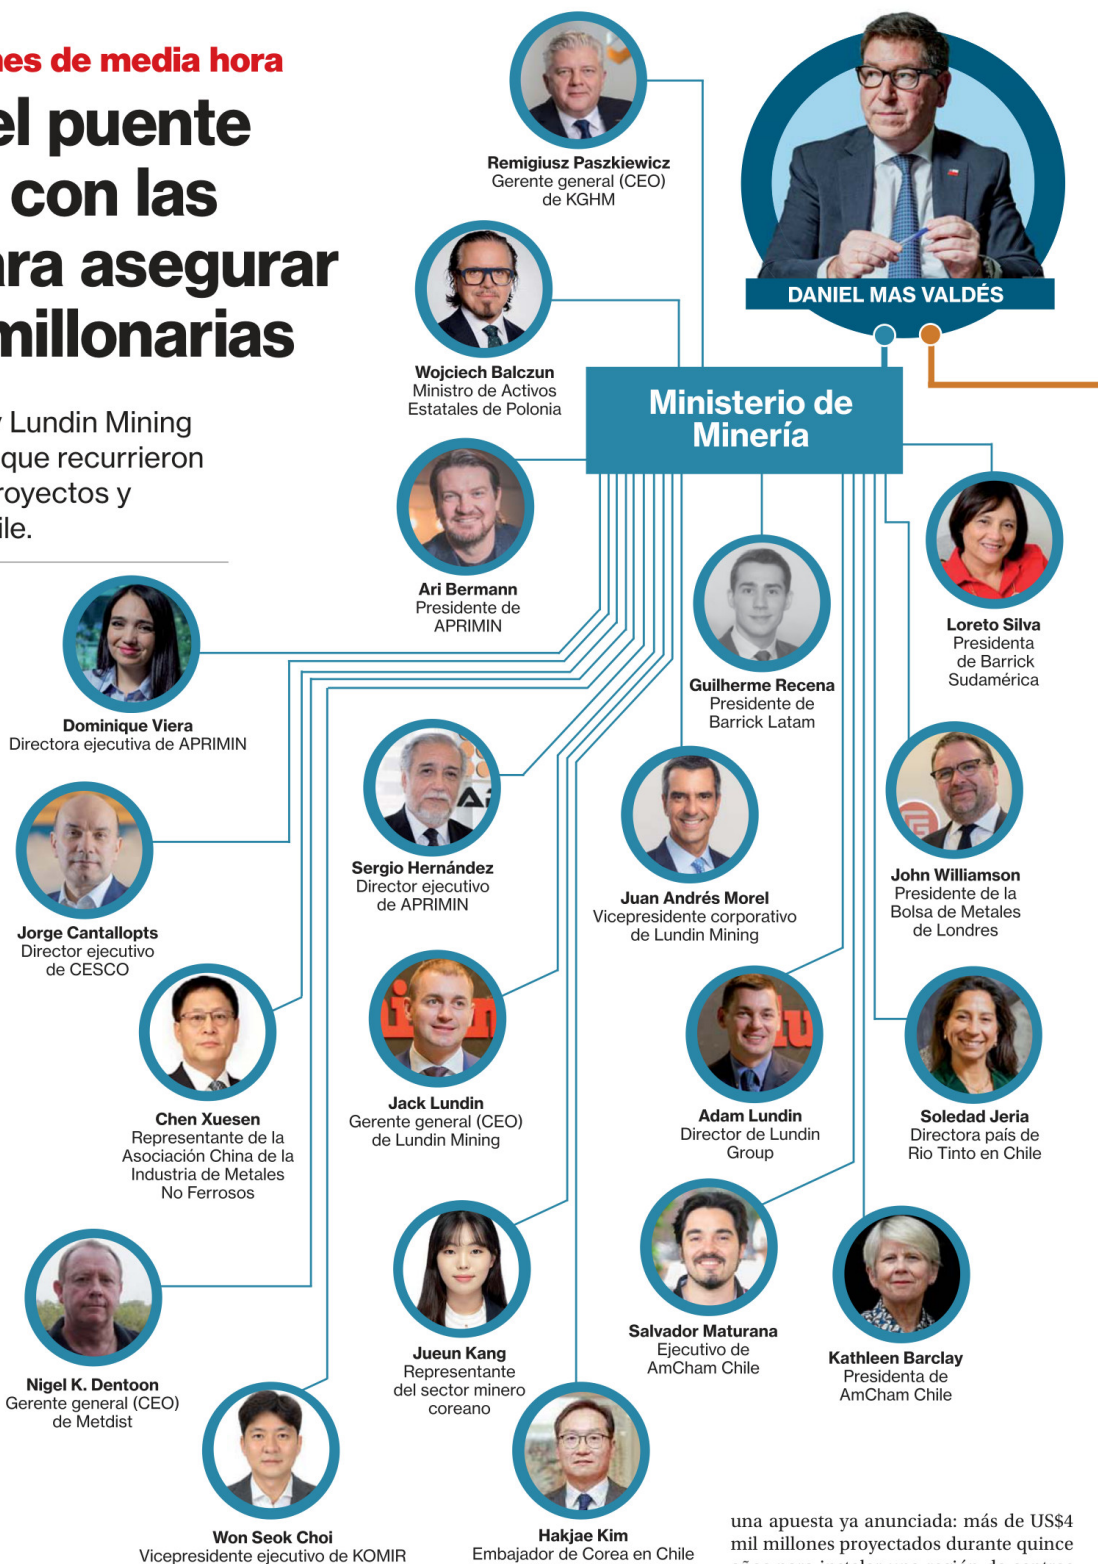 nes de media hora
el puente
con las
ara asegurar
millonarias
y Lundin Mining
que recurrieron
royectos y
ile.
Remigiusz Paszkiewicz
Gerente general (CEO)
de KGHM
DANIEL MAS VALDÉS
Wojciech Balczun
Ministro de Activos
Estatales de Polonia
Ministerio de
Minería
Ari Bermann
Presidente de
APRIMIN
Loreto Silva
Presidenta
de Barrick
Sudamérica
Guilherme Recena
Presidente de
Barrick Latam
Dominique Viera
Directora ejecutiva de APRIMIN
Sergio Hernández
Director ejecutivo
de APRIMIN
Juan Andrés Morel
Vicepresidente corporativo
de Lundin Mining
John Williamson
Presidente de la
Bolsa de Metales
de Londres
Jorge Cantallopts
Director ejecutivo
de CESCO
Chen Xuesen
Representante de la
Asociación China de la
Industria de Metales
No Ferrosos
Jack Lundin
Gerente general (CEO)
de Lundin Mining
Adam Lundin
Director de Lundin
Group
Soledad Jeria
Directora país de
Rio Tinto en Chile
Nigel K. Dentoon
Gerente general (CEO)
de Metdist
Jueun Kang
Representante
del sector minero
coreano
Salvador Maturana
Ejecutivo de
AmCham Chile
Kathleen Barclay
Presidenta de
AmCham Chile
Won Seok Choi
Vicepresidente ejecutivo de KOMIR
Hakjae Kim
Embajador de Corea en Chile
una apuesta ya anunciada: más de US$4
mil millones proyectados durante quince